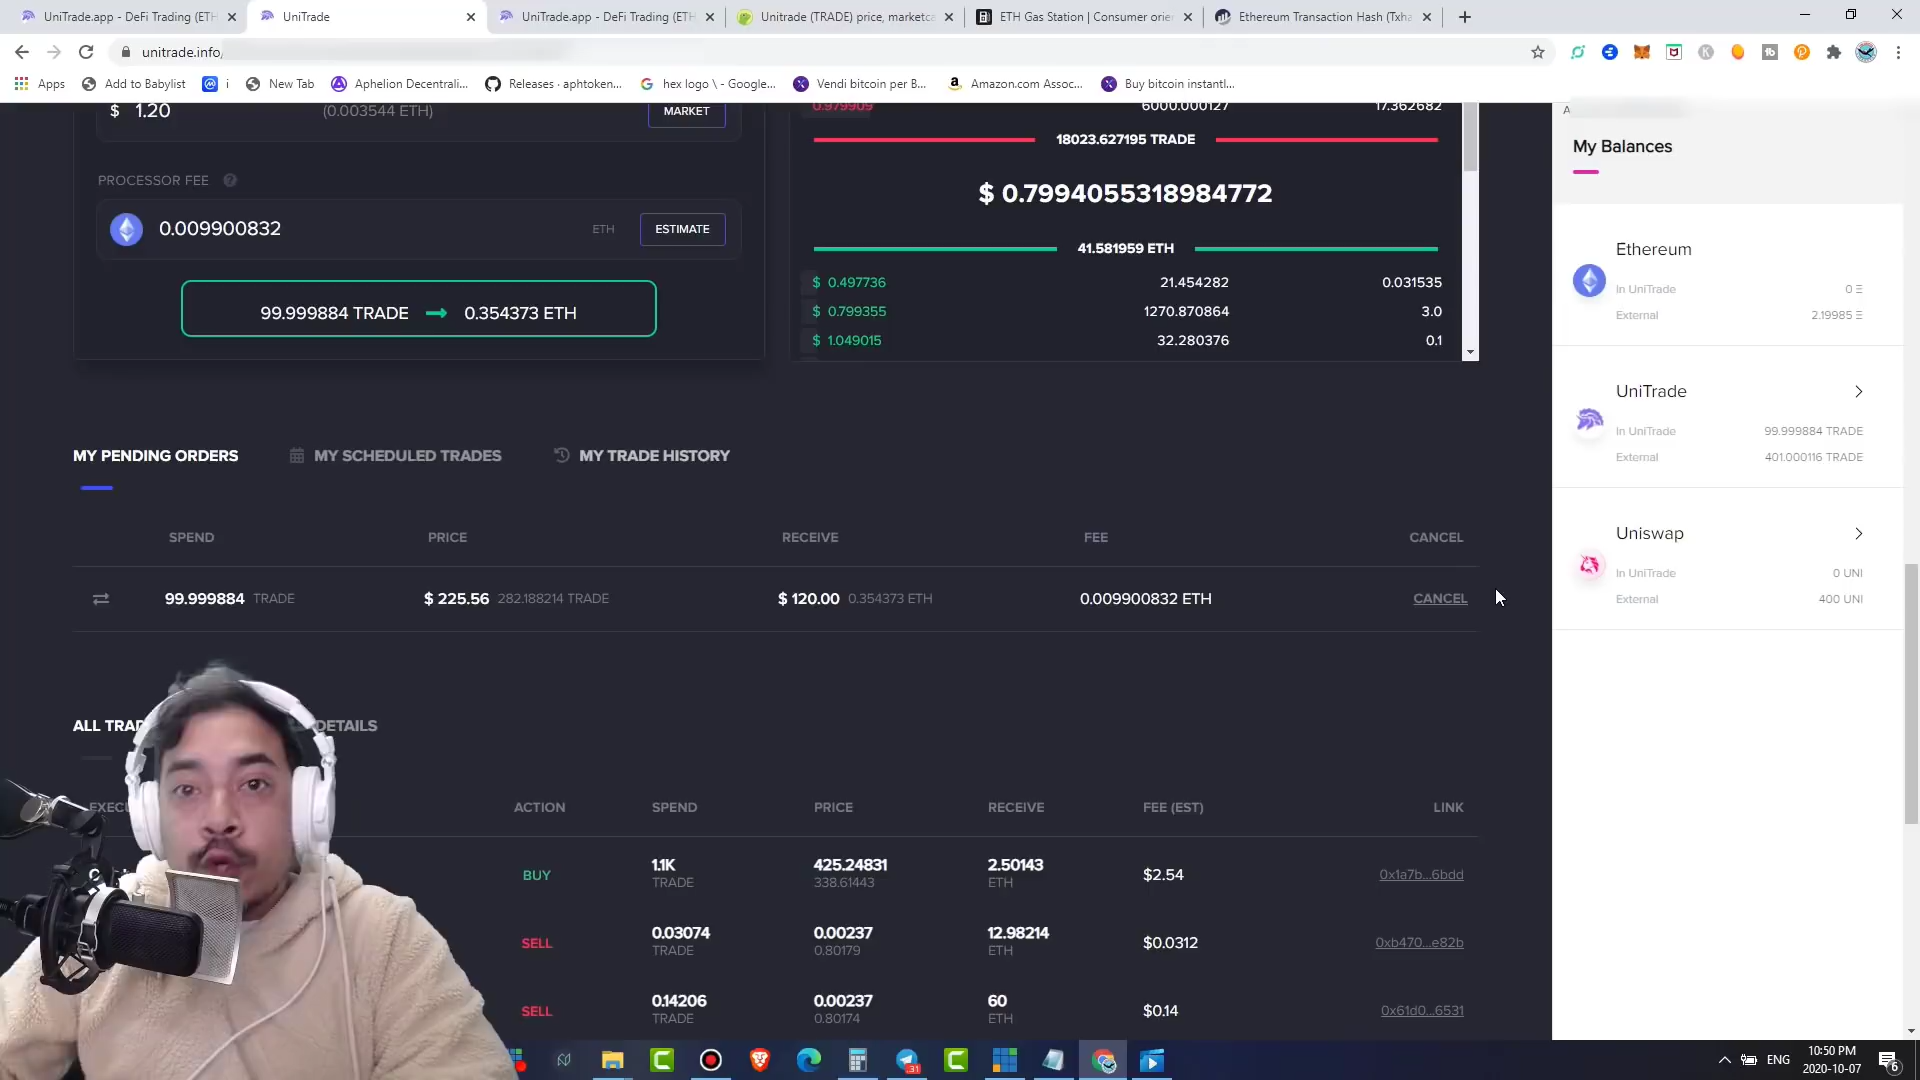 UniTrade.app - DeFi Trading (ETH
UniTrade
UniTrade.app - DeFi Trading (ETH
Unitrade (TRADE) price, marketca
ETH Gas Station | Consumer orien
Ethereum Transaction Hash (Txha
unitrade.info/
Apps
Add to Babylist
i
New Tab
Aphelion Decentrali...
Releases · aphtoken...
hex logo \ - Google...
Vendi bitcoin per B...
Amazon.com Assoc...
Buy bitcoin instantl...
$ 1.20 (0.003544 ETH) MARKET
PROCESSOR FEE ?
0.009900832 ETH ESTIMATE
99.999884 TRADE → 0.354373 ETH
0.979909 6000.000127 17.362682
18023.627195 TRADE
$ 0.7994055318984772
41.581959 ETH
$ 0.497736 21.454282 0.031535
$ 0.799355 1270.870864 3.0
$ 1.049015 32.280376 0.1
My Balances
Ethereum
In UniTrade 0 Ξ
External 2.19985 Ξ
UniTrade
In UniTrade 99.999884 TRADE
External 401.000116 TRADE
Uniswap
In UniTrade 0 UNI
External 400 UNI
MY PENDING ORDERS MY SCHEDULED TRADES MY TRADE HISTORY
SPEND PRICE RECEIVE FEE CANCEL
99.999884 TRADE $ 225.56 282.188214 TRADE $ 120.00 0.354373 ETH 0.009900832 ETH CANCEL
ALL TRA DETAILS
EXECU ACTION SPEND PRICE RECEIVE FEE (EST) LINK
BUY 1.1K 425.24831 2.50143 $2.54 0x1a7b...6bdd
TRADE 338.61443 ETH
SELL 0.03074 0.00237 12.98214 $0.0312 0xb470...e82b
TRADE 0.80179 ETH
SELL 0.14206 0.00237 60 $0.14 0x61d0...6531
TRADE 0.80174 ETH
31
ENG
10:50 PM
2020-10-07
6